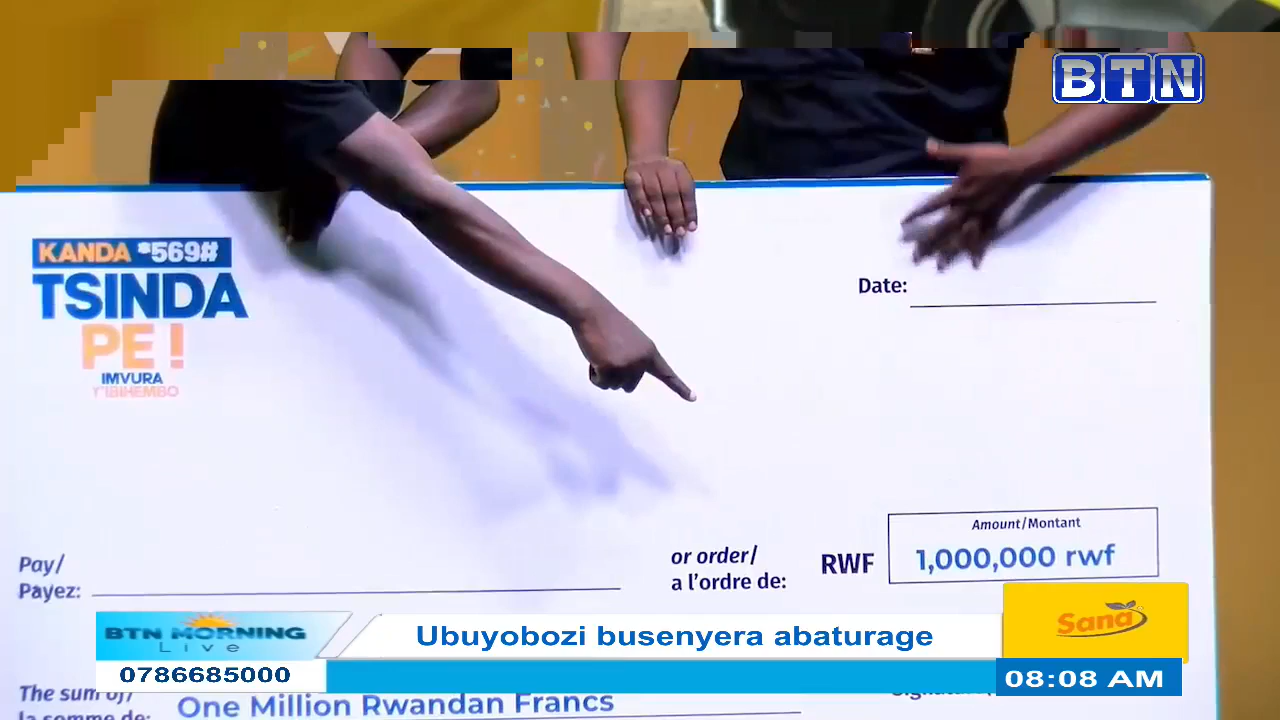 BTN
KANDA *569#
TSINDA
PE !
IMVURA
Y'IBIHEMBO
Date:
Amount/Montant
RWF 1,000,000 rwf
or order/
a l'ordre de:
Pay/
Payez:
BTN MORNING
Live
Ubuyobozi busenyera abaturage
Sana
0786685000
08:08 AM
The sum of/
la somme de:
One Million Rwandan Francs